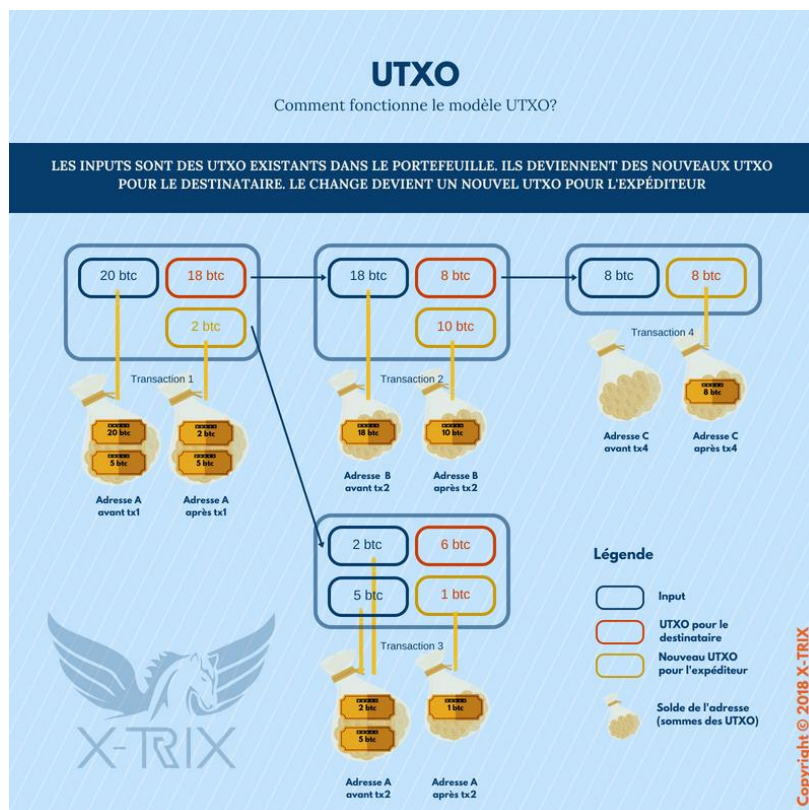 UTXO
Comment fonctionne le modèle UTXO?
LES INPUTS SONT DES UTXO EXISTANTS DANS LE PORTEFEUILLE. ILS DEVIENNENT DES NOUVEAUX UTXO
POUR LE DESTINATAIRE. LE CHANGE DEVIENT UN NOUVEL UTXO POUR L'EXPÉDITEUR
20 btc
18 btc
2 btc
Transaction 1
20 btc
5 btc
2 btc
5 btc
Adresse A
avant tx1
Adresse A
après tx1
18 btc
8 btc
10 btc
Transaction 2
18 btc
10 btc
Adresse B
avant tx2
Adresse B
après tx2
8 btc
8 btc
Transaction 4
8 btc
Adresse C
avant tx4
Adresse C
après tx4
2 btc
6 btc
5 btc
1 btc
Transaction 3
2 btc
5 btc
1 btc
Adresse A
avant tx2
Adresse A
après tx2
Légende
Input
UTXO pour le
destinataire
Nouveau UTXO
pour l'expéditeur
Solde de l'adresse
(sommes des UTXO)
X-TRIX
Copyright © 2018 X-TRIX